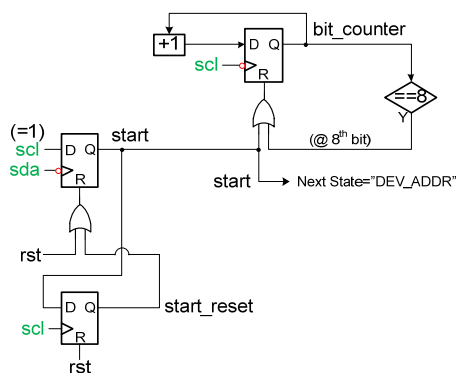 bit_counter
+1
D Q
scl
R
==8
Y
(=1)
start
(@ 8th bit)
scl
D Q
sda
R
start
Next State="DEV_ADDR"
rst
D Q
start_reset
scl
R
rst